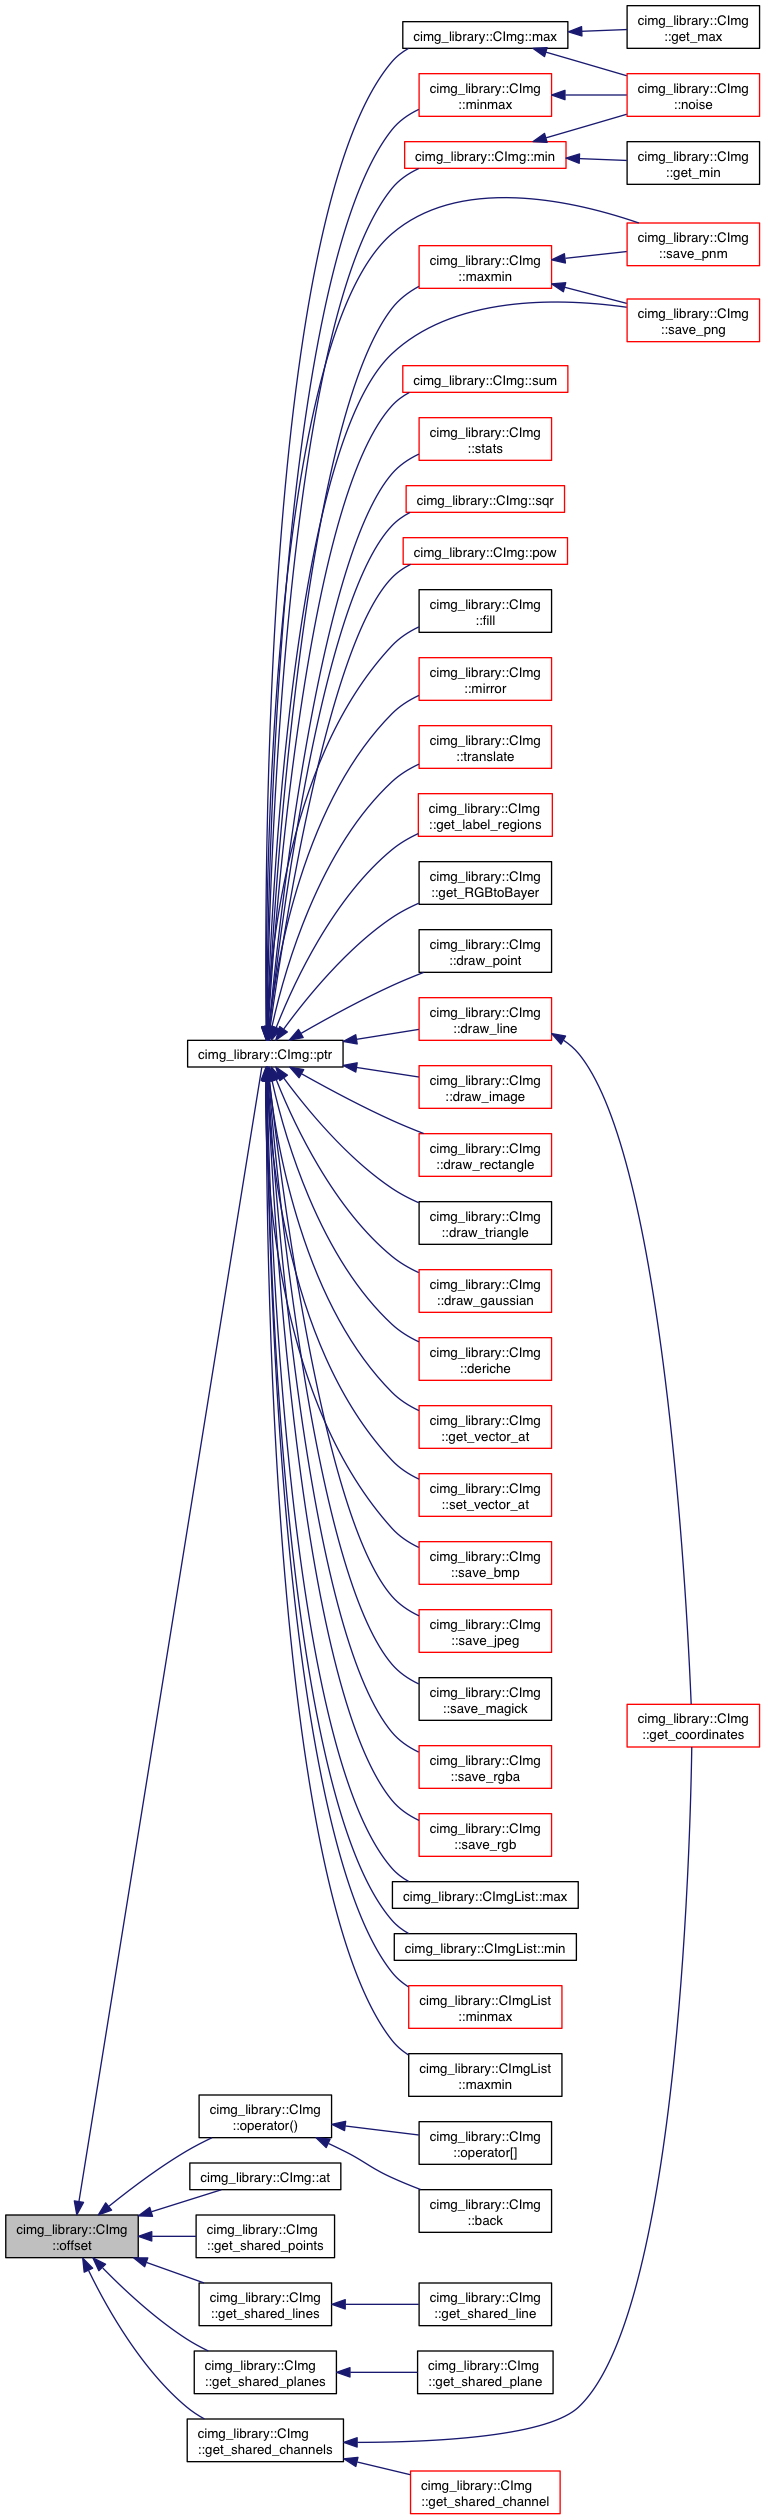 cimg_library::CImg::max
cimg_library::CImg
::get_max
cimg_library::CImg
::minmax
cimg_library::CImg
::noise
cimg_library::CImg::min
cimg_library::CImg
::get_min
cimg_library::CImg
::save_pnm
cimg_library::CImg
::maxmin
cimg_library::CImg
::save_png
cimg_library::CImg::sum
cimg_library::CImg
::stats
cimg_library::CImg::sqr
cimg_library::CImg::pow
cimg_library::CImg
::fill
cimg_library::CImg
::mirror
cimg_library::CImg
::translate
cimg_library::CImg
::get_label_regions
cimg_library::CImg
::get_RGBtoBayer
cimg_library::CImg
::draw_point
cimg_library::CImg
::draw_line
cimg_library::CImg::ptr
cimg_library::CImg
::draw_image
cimg_library::CImg
::draw_rectangle
cimg_library::CImg
::draw_triangle
cimg_library::CImg
::draw_gaussian
cimg_library::CImg
::deriche
cimg_library::CImg
::get_vector_at
cimg_library::CImg
::set_vector_at
cimg_library::CImg
::save_bmp
cimg_library::CImg
::save_jpeg
cimg_library::CImg
::save_magick
cimg_library::CImg
::get_coordinates
cimg_library::CImg
::save_rgba
cimg_library::CImg
::save_rgb
cimg_library::CImgList::max
cimg_library::CImgList::min
cimg_library::CImgList
::minmax
cimg_library::CImgList
::maxmin
cimg_library::CImg
::operator()
cimg_library::CImg
::operator[]
cimg_library::CImg::at
cimg_library::CImg
::back
cimg_library::CImg
::offset
cimg_library::CImg
::get_shared_points
cimg_library::CImg
::get_shared_lines
cimg_library::CImg
::get_shared_line
cimg_library::CImg
::get_shared_planes
cimg_library::CImg
::get_shared_plane
cimg_library::CImg
::get_shared_channels
cimg_library::CImg
::get_shared_channel